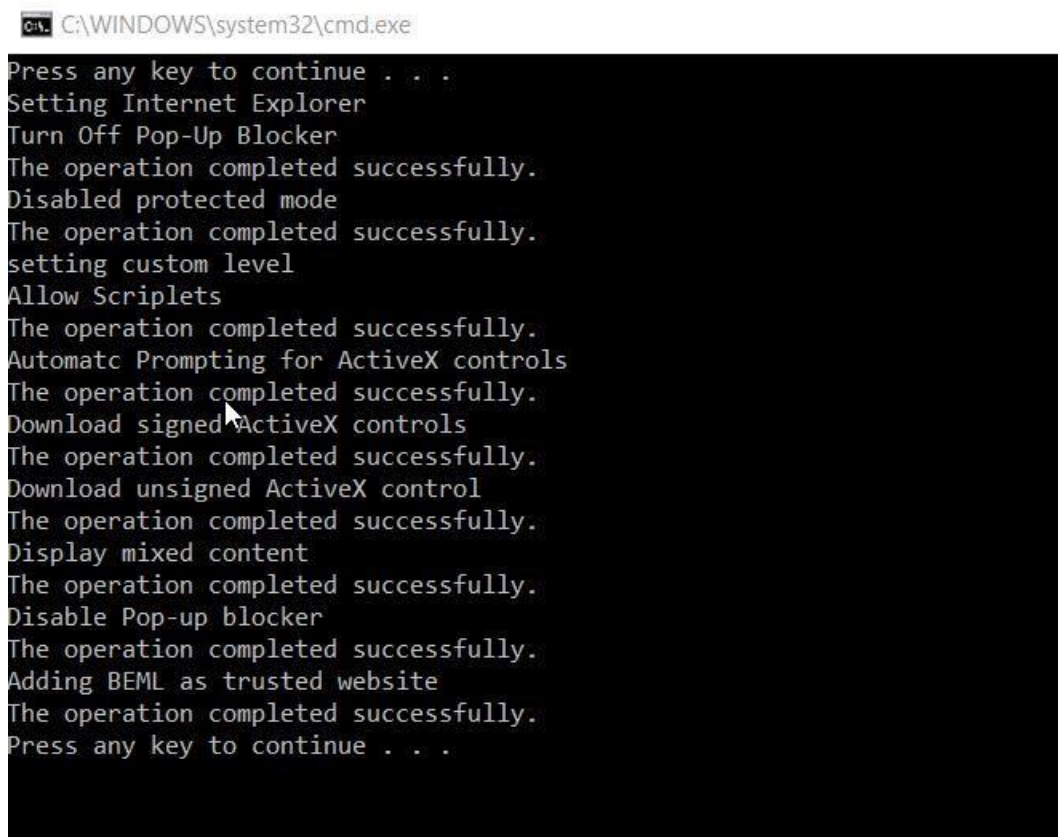 C:\WINDOWS\system32\cmd.exe
Press any key to continue . . .
Setting Internet Explorer
Turn Off Pop-Up Blocker
The operation completed successfully.
Disabled protected mode
The operation completed successfully.
setting custom level
Allow Scriplets
The operation completed successfully.
Automatc Prompting for ActiveX controls
The operation completed successfully.
Download signed ActiveX controls
The operation completed successfully.
Download unsigned ActiveX control
The operation completed successfully.
Display mixed content
The operation completed successfully.
Disable Pop-up blocker
The operation completed successfully.
Adding BEML as trusted website
The operation completed successfully.
Press any key to continue . . .